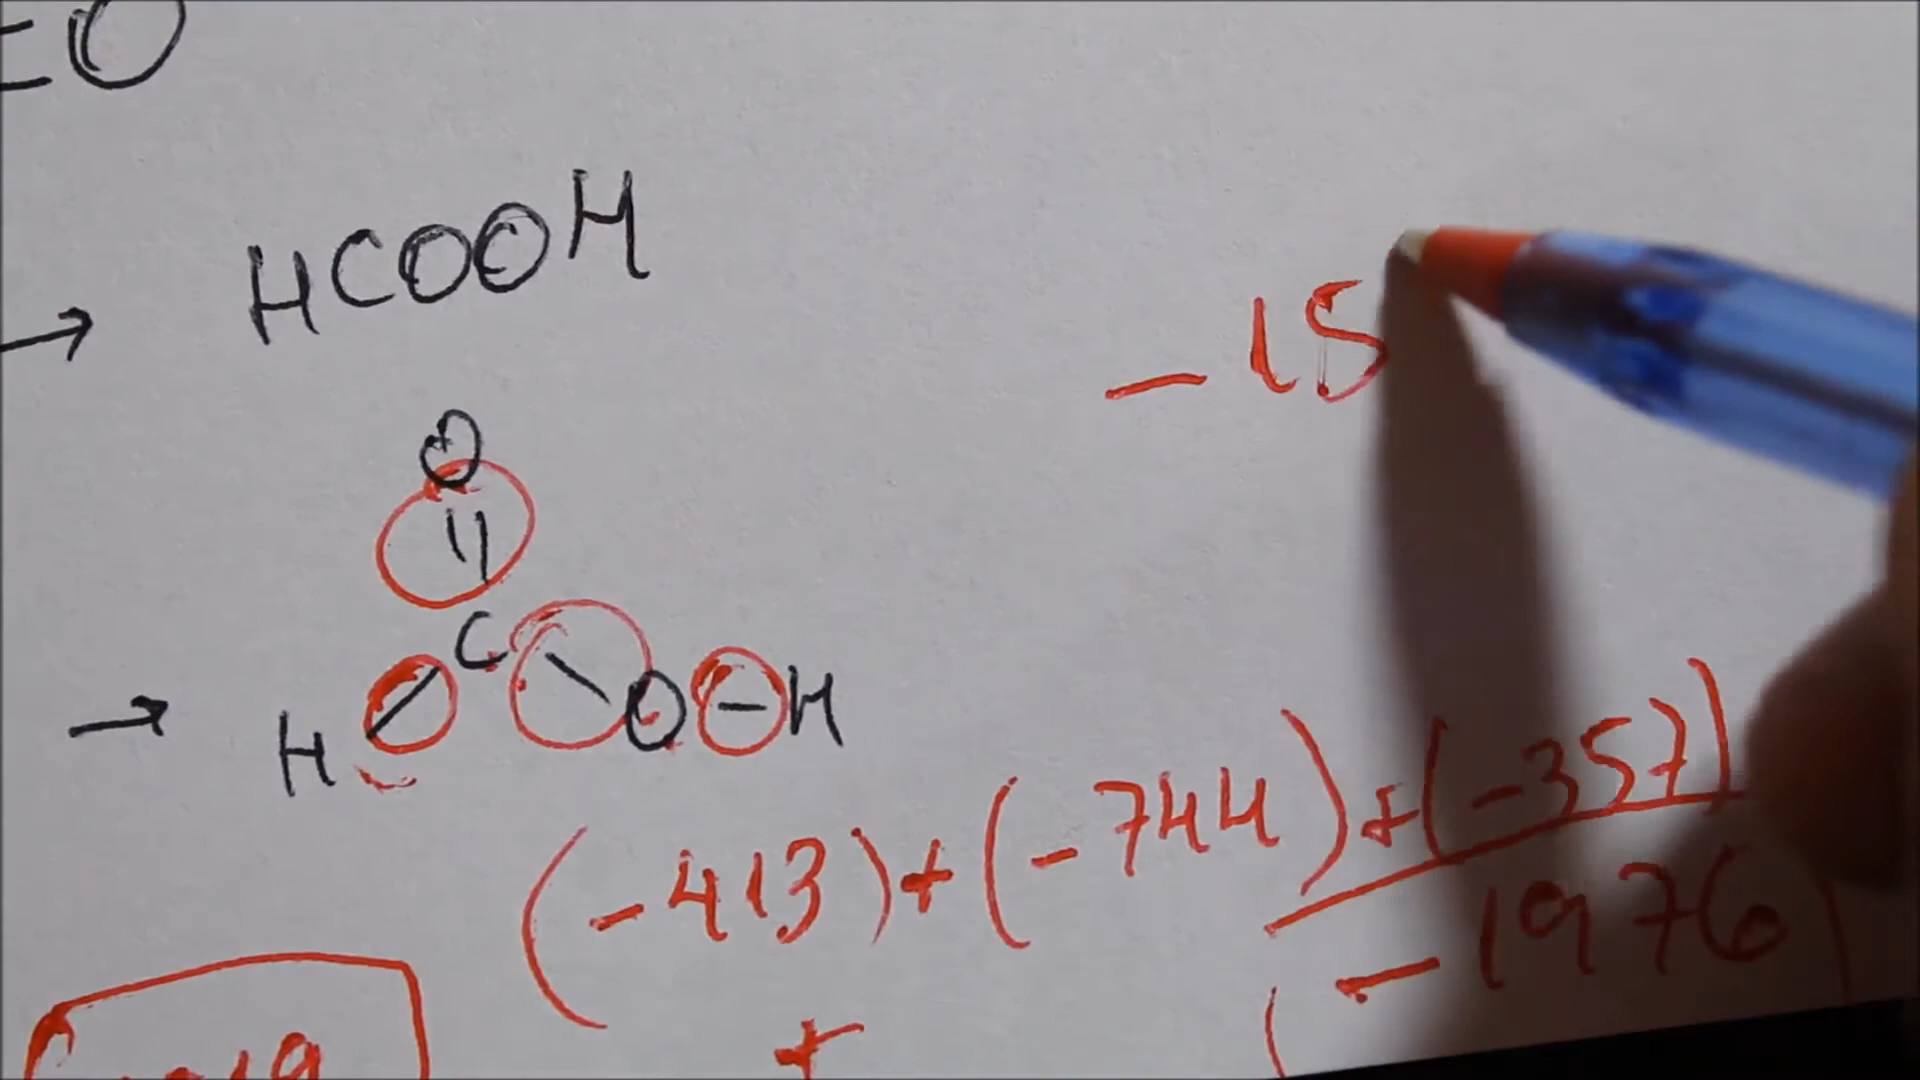 =O
→ HCOOH
- 15
O
||
C
→ H O-H
(-413)+(-744)+(-357)
-1976
+